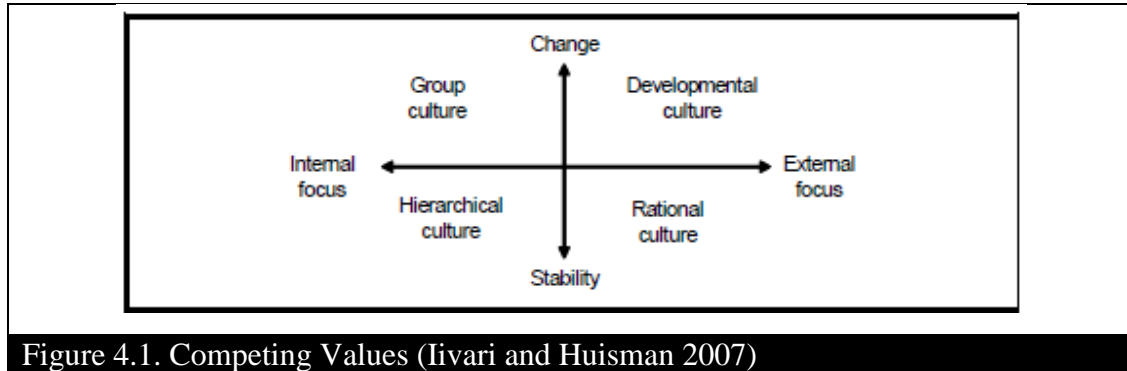 Change
Group
culture
Developmental
culture
Internal
focus
External
focus
Hierarchical
culture
Rational
culture
Stability
Figure 4.1. Competing Values (Iivari and Huisman 2007)